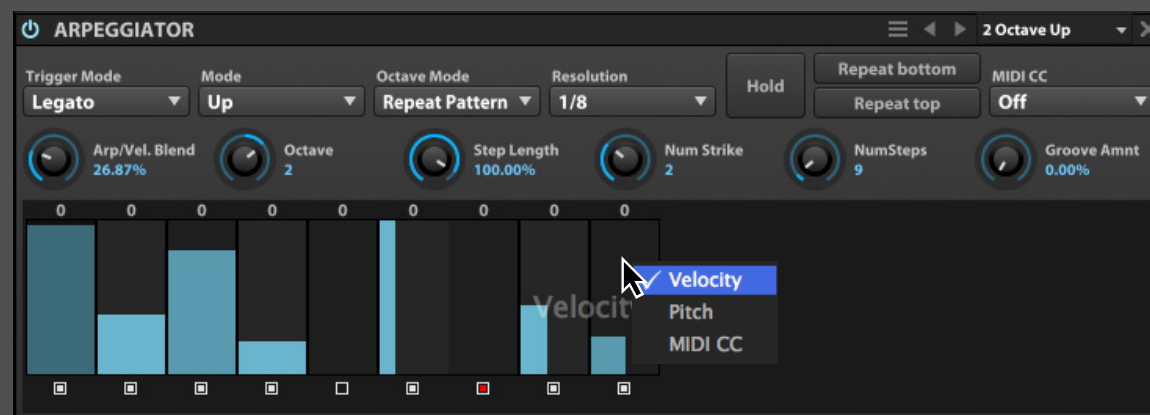 ARPEGGIATOR
2 Octave Up
Trigger Mode
Mode
Octave Mode
Resolution
Hold
Repeat bottom
Repeat top
MIDI CC
Legato
Up
Repeat Pattern
1/8
Off
Arp/Vel. Blend
26.87%
Octave
2
Step Length
100.00%
Num Strike
2
NumSteps
9
Groove Amnt
0.00%
0 0 0 0 0 0 0 0 0
Velocit
Velocity
Pitch
MIDI CC